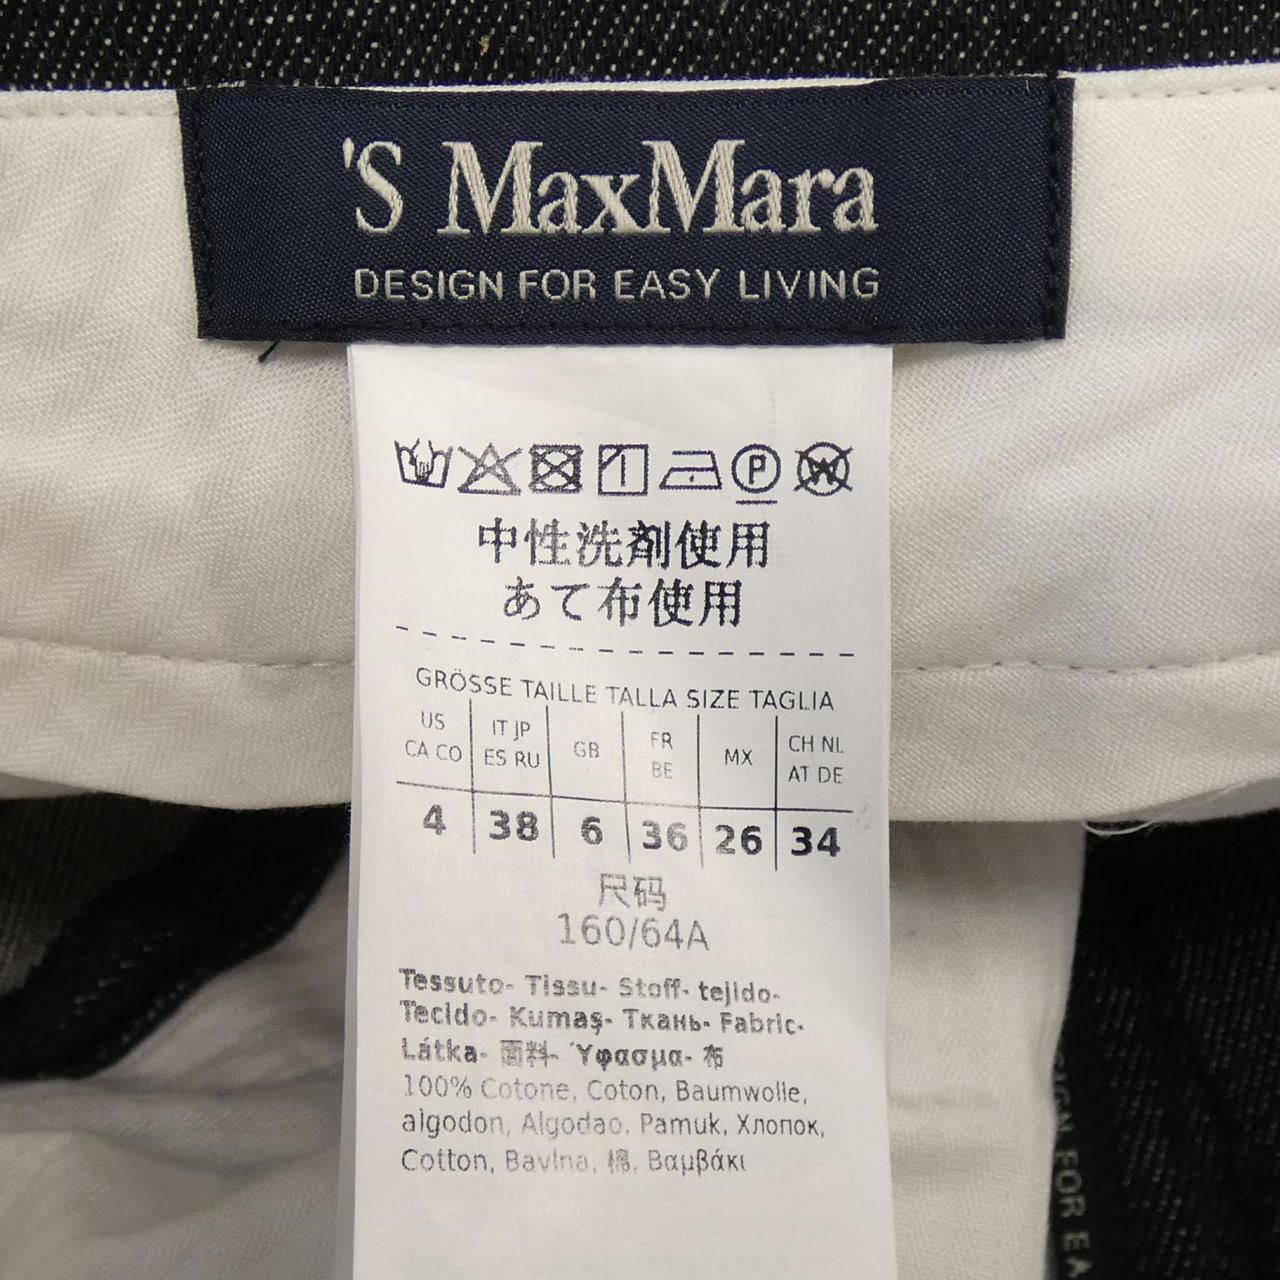 'S MaxMara
DESIGN FOR EASY LIVING
P W
中性洗剤使用
あて布使用
GRÖSSE TAILLE TALLA SIZE TAGLIA
US CA CO
IT JP ES RU
GB
FR BE
MX
CH NL AT DE
4 38 6 36 26 34
尺码
160/64A
Tessuto- Tissu- Stoff- tejido-
Tecido- Kumaş- Ткань- Fabric-
Látka- 面料- Ύφασμα- 布
100% Cotone, Coton, Baumwolle,
algodon, Algodao, Pamuk, Хлопок,
Cotton, Bavlna, 棉, Βαμβάκι
SIGN FOR EA